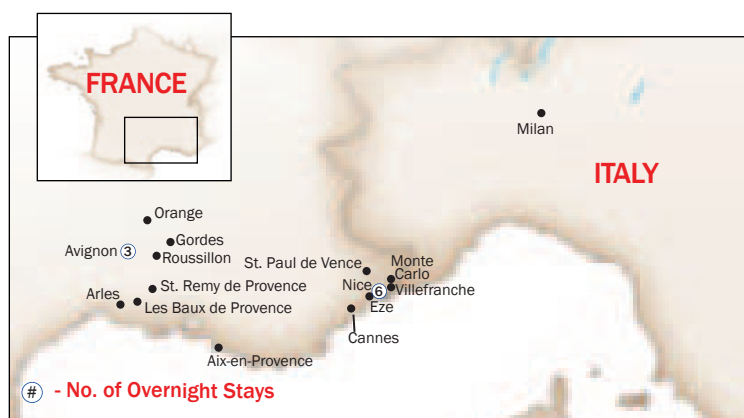 FRANCE
Milan
ITALY
Orange
Gordes
Avignon 3
Roussillon
St. Paul de Vence
Monte
Carlo
Nice 6
Villefranche
St. Remy de Provence
Arles
Les Baux de Provence
Eze
Cannes
Aix-en-Provence
# - No. of Overnight Stays